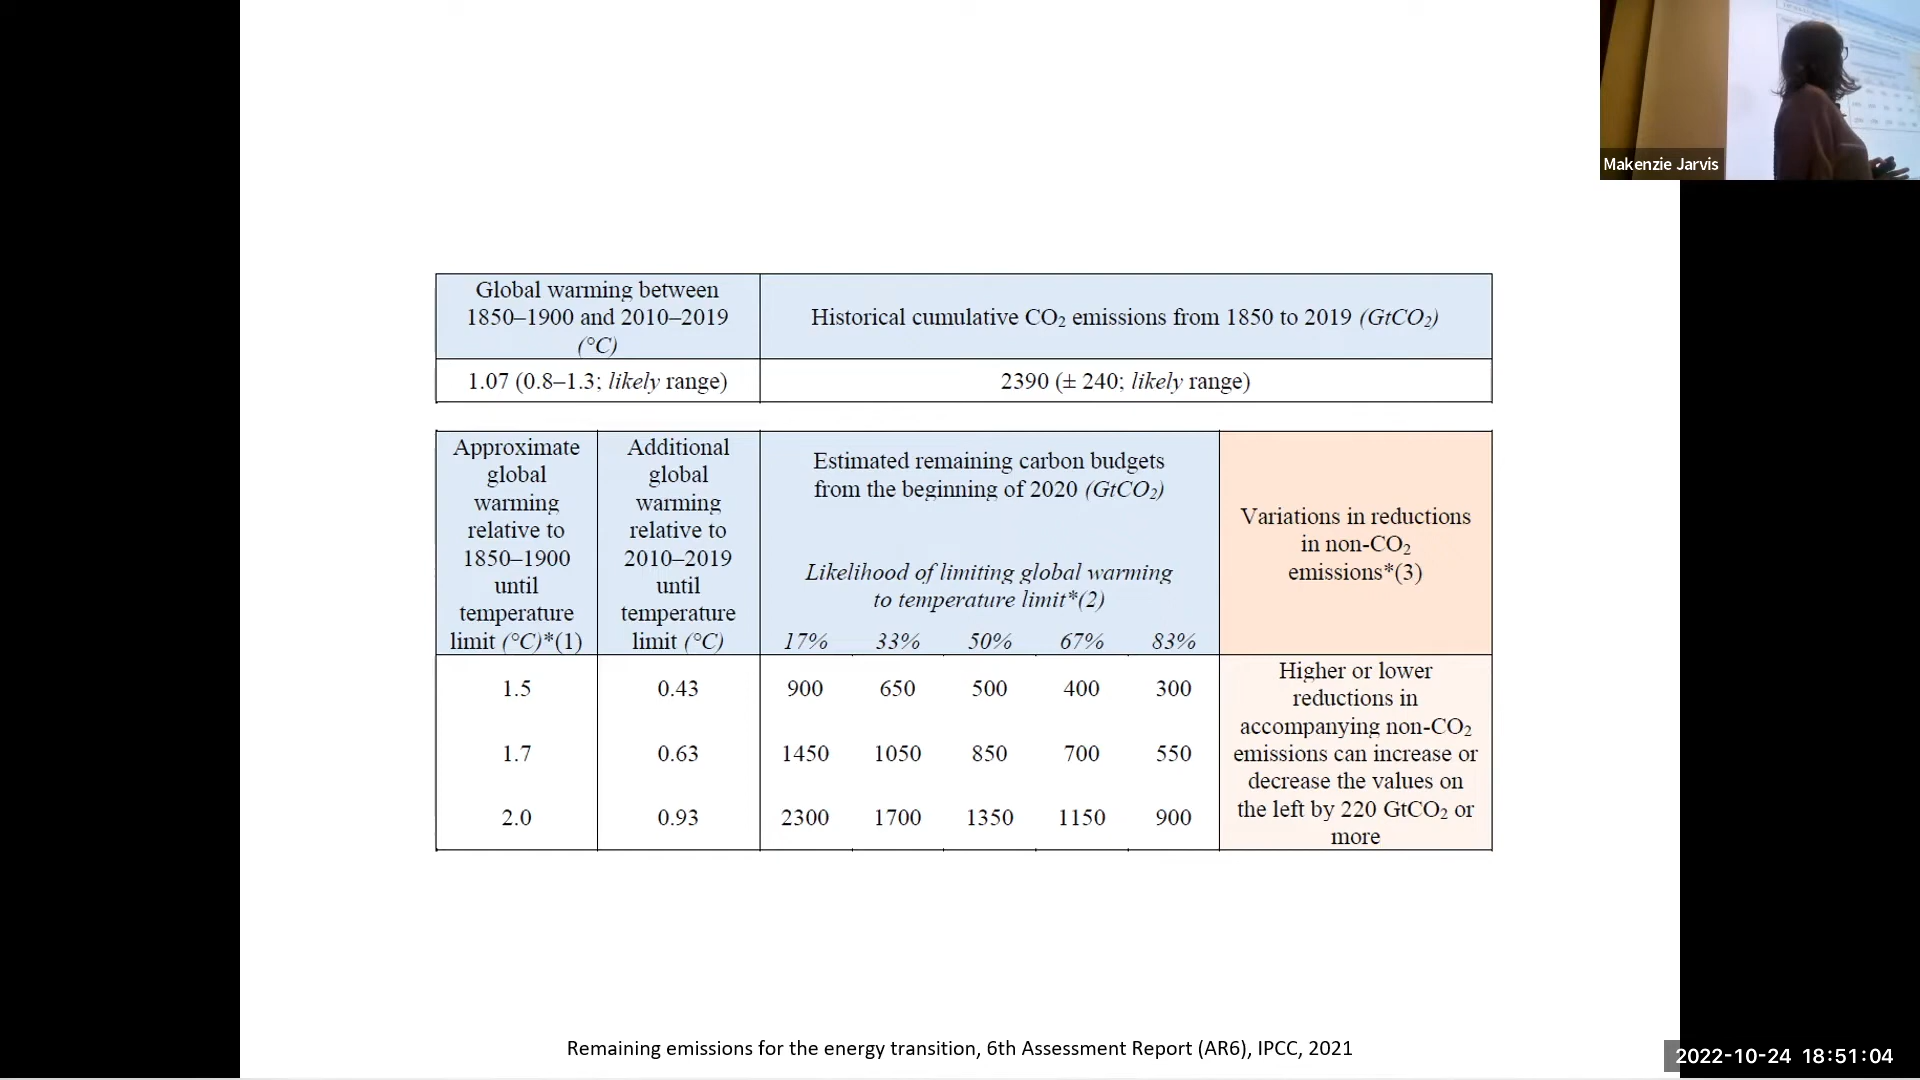 Makenzie Jarvis
Global warming between
1850–1900 and 2010–2019
(°C)
Historical cumulative CO₂ emissions from 1850 to 2019 (GtCO₂)
1.07 (0.8–1.3; likely range)
2390 (± 240; likely range)
Approximate
global
warming
relative to
1850–1900
until
temperature
limit (°C)*(1)
Additional
global
warming
relative to
2010–2019
until
temperature
limit (°C)
Estimated remaining carbon budgets
from the beginning of 2020 (GtCO₂)
Likelihood of limiting global warming
to temperature limit*(2)
17% 33% 50% 67% 83%
Variations in reductions
in non-CO₂
emissions*(3)
1.5 0.43 900 650 500 400 300
1.7 0.63 1450 1050 850 700 550
2.0 0.93 2300 1700 1350 1150 900
Higher or lower
reductions in
accompanying non-CO₂
emissions can increase or
decrease the values on
the left by 220 GtCO₂ or
more
Remaining emissions for the energy transition, 6th Assessment Report (AR6), IPCC, 2021
2022-10-24 18:51:04